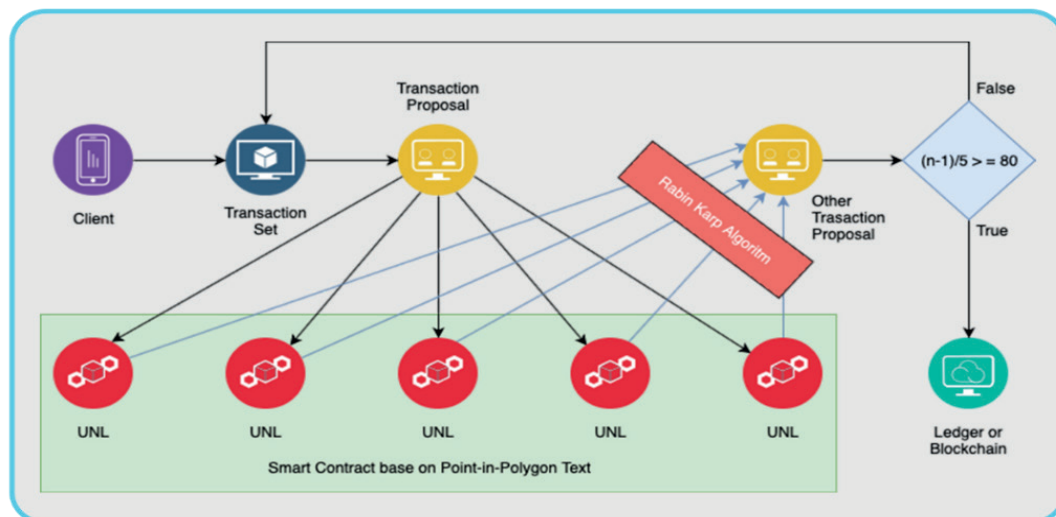 Transaction
Proposal
False
(n-1)/5 > = 80
Rabin Karp Algoritm
Client
Transaction
Set
Other
Trasaction
Proposal
True
UNL
UNL
UNL
UNL
UNL
Ledger or
Blockchain
Smart Contract base on Point-in-Polygon Text